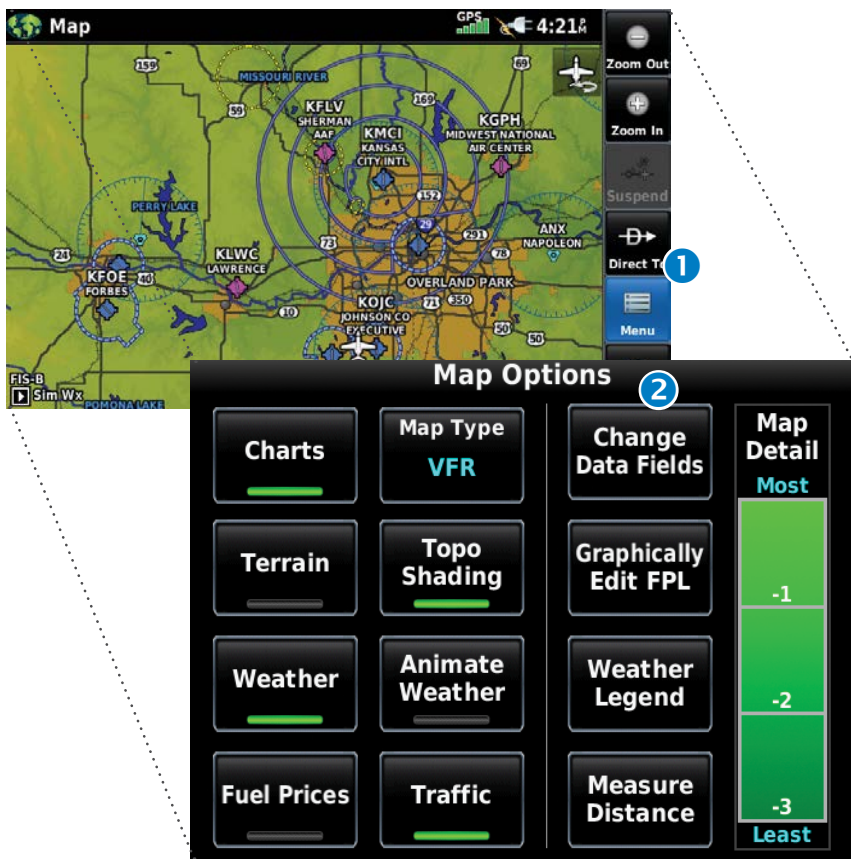 Map
GPS
4:21 PM
Zoom Out
Zoom In
Suspend
Direct To
1
Menu
159
MISSOURI RIVER
69
59
169
KFLV
SHERMAN
AAF
KMCI
KANSAS
CITY INTL
KGPH
MIDWEST NATIONAL
AIR CENTER
152
PERRY LAKE
29
291
ANX
NAPOLEON
24
73
78
KFOE
FORBES
40
KLWC
LAWRENCE
OVERLAND PARK
71
350
10
KOJC
JOHNSON CO
EXECUTIVE
50
50
FIS-B
Sim Wx
POMONA LAKE
Map Options
2
Charts
Map Type
VFR
Change
Data Fields
Map
Detail
Most
Terrain
Topo
Shading
Graphically
Edit FPL
-1
Weather
Animate
Weather
Weather
Legend
-2
Fuel Prices
Traffic
Measure
Distance
-3
Least